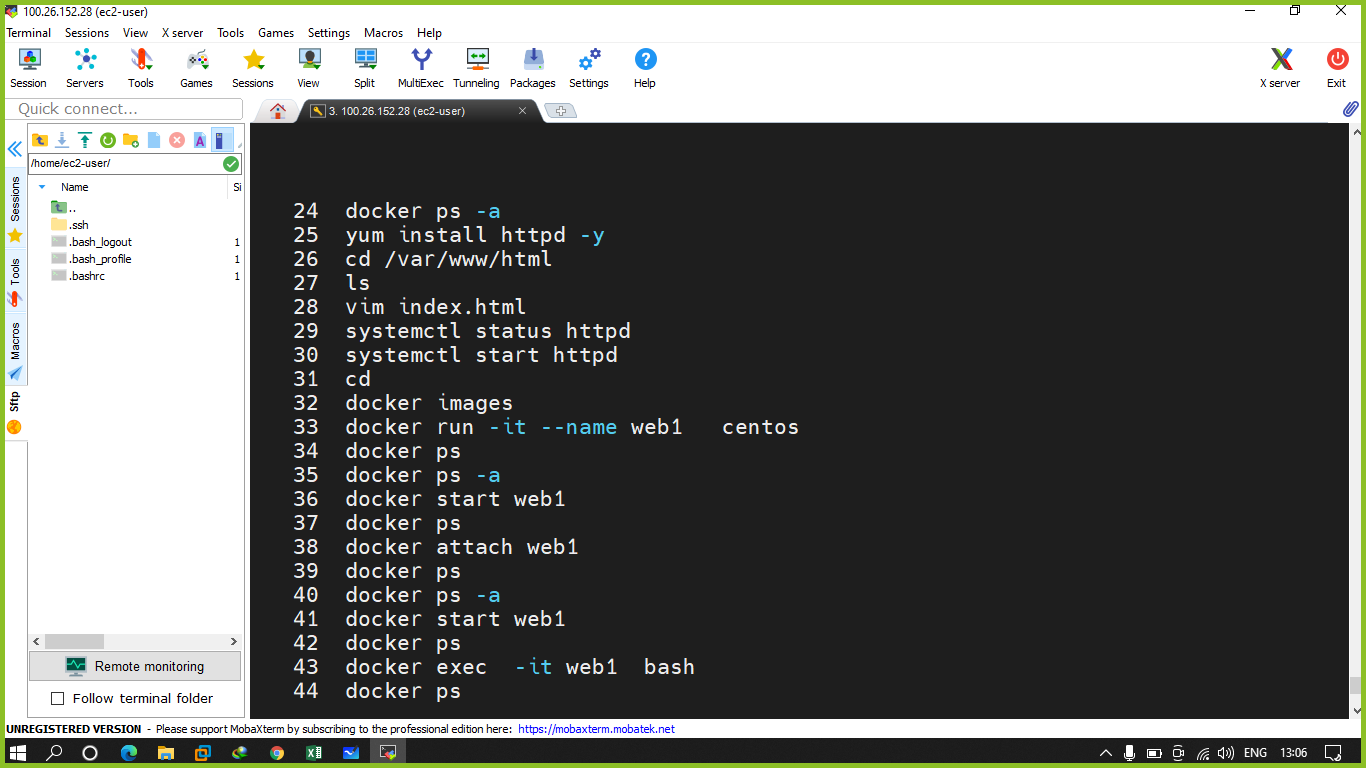 100.26.152.28 (ec2-user)
Terminal Sessions View X server Tools Games Settings Macros Help
Session Servers Tools Games Sessions View Split MultiExec Tunneling Packages Settings Help X server Exit
Quick connect...
3. 100.26.152.28 (ec2-user)
/home/ec2-user/
Name Si
..
.ssh
.bash_logout 1
.bash_profile 1
.bashrc 1
Sessions
Tools
Macros
Sftp
24 docker ps -a
25 yum install httpd -y
26 cd /var/www/html
27 ls
28 vim index.html
29 systemctl status httpd
30 systemctl start httpd
31 cd
32 docker images
33 docker run -it --name web1 centos
34 docker ps
35 docker ps -a
36 docker start web1
37 docker ps
38 docker attach web1
39 docker ps
40 docker ps -a
41 docker start web1
42 docker ps
43 docker exec -it web1 bash
44 docker ps
Remote monitoring
Follow terminal folder
UNREGISTERED VERSION - Please support MobaXterm by subscribing to the professional edition here: https://mobaxterm.mobatek.net
ENG 13:06